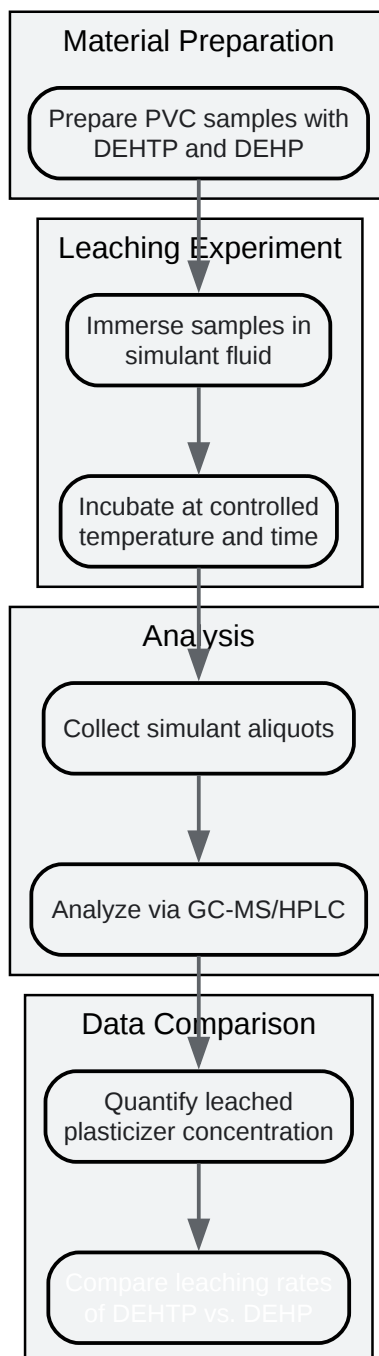 Material Preparation
Prepare PVC samples with
DEHTP and DEHP
Leaching Experiment
Immerse samples in
simulant fluid
Incubate at controlled
temperature and time
Analysis
Collect simulant aliquots
Analyze via GC-MS/HPLC
Data Comparison
Quantify leached
plasticizer concentration
Compare leaching rates
of DEHTP vs. DEHP